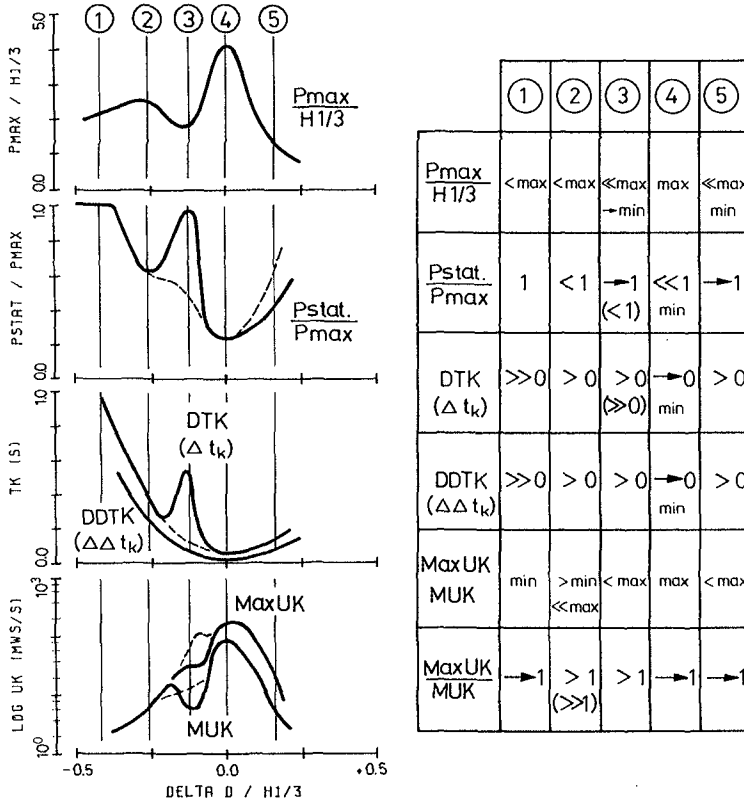 1 2 3 4 5
5.0
PMAX / H1/3
0.0
Pmax
H1/3
1.0
PSTAT / PMAX
0.0
Pstat.
Pmax
1.0
TK (S)
0.0
DTK
(Δ tk)
DDTK
(ΔΔ tk)
10³
LOG UK (MWS/S)
10⁰
MaxUK
MUK
-0.5 0.0 +0.5
DELTA D / H1/3
1 2 3 4 5
Pmax
H1/3
<max <max ≪max max ≪max
→min min
Pstat.
Pmax
1 <1 →1 ≪1 →1
(<1) min
DTK
(Δ tk)
≫0 >0 >0 →0 >0
(≫0) min
DDTK
(ΔΔ tk)
≫0 >0 >0 →0 >0
min
MaxUK
MUK
min >min <max max <max
≪max
MaxUK
MUK
→1 >1 >1 →1 →1
(≫1)